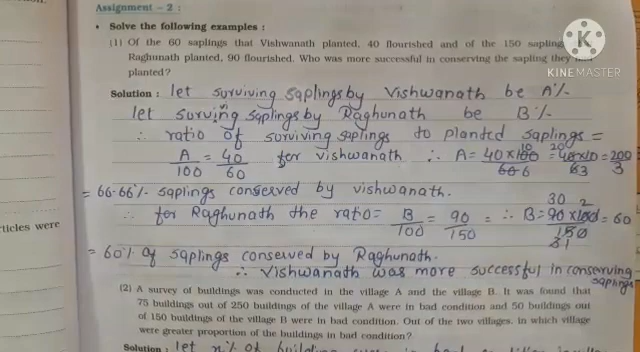 Assignment - 2 :
• Solve the following examples :
(1) Of the 60 saplings that Vishwanath planted, 40 flourished and of the 150 sapling
Raghunath planted, 90 flourished. Who was more successful in conserving the sapling they
planted?
K
KINEMASTER
Solution : let surviving saplings by Vishwanath be A%
let surving saplings by Raghunath be B%
∴ ratio of surviving saplings to planted saplings =
A/100 = 40/60 for vishwanath ∴ A = 40×100/60 = 40×10/6 = 200/3
= 66.66% saplings conserved by vishwanath.
∴ for Raghunath the ratio = B/100 = 90/150 = ∴ B = 90×100/150 = 60
= 60% of saplings conserved by Raghunath.
∴ Vishwanath was more successful in conserving saplings
rticles were
(2) A survey of buildings was conducted in the village A and the village B. It was found that
75 buildings out of 250 buildings of the village A were in bad condition and 50 buildings out
of 150 buildings of the village B were in bad condition. Out of the two villages, in which village
were greater proportion of the buildings in bad condition?
Solution : let x% of building